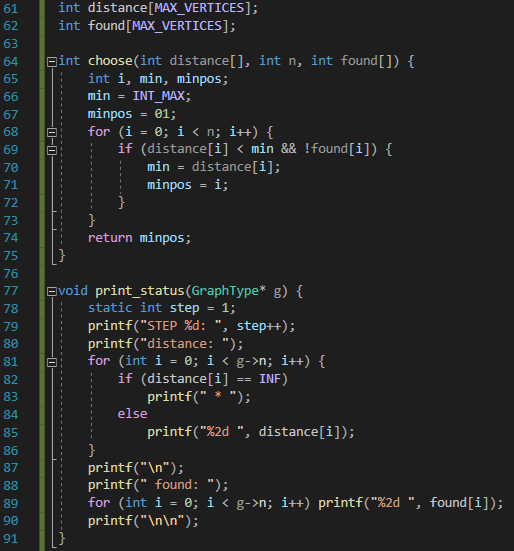 61 int distance[MAX_VERTICES];
62 int found[MAX_VERTICES];
63
64 int choose(int distance[], int n, int found[]) {
65 int i, min, minpos;
66 min = INT_MAX;
67 minpos = 01;
68 for (i = 0; i < n; i++) {
69 if (distance[i] < min && !found[i]) {
70 min = distance[i];
71 minpos = i;
72 }
73 }
74 return minpos;
75 }
76
77 void print_status(GraphType* g) {
78 static int step = 1;
79 printf("STEP %d: ", step++);
80 printf("distance: ");
81 for (int i = 0; i < g->n; i++) {
82 if (distance[i] == INF)
83 printf(" * ");
84 else
85 printf("%2d ", distance[i]);
86 }
87 printf("\n");
88 printf(" found: ");
89 for (int i = 0; i < g->n; i++) printf("%2d ", found[i]);
90 printf("\n\n");
91 }